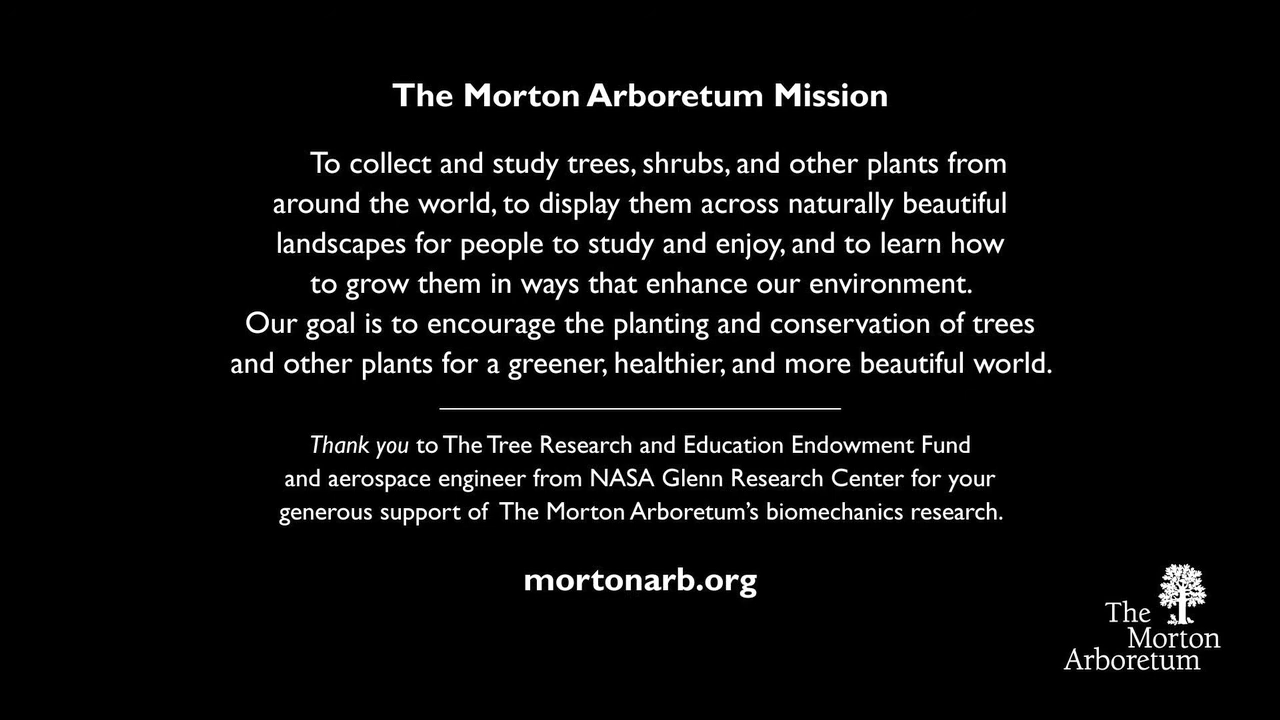 The Morton Arboretum Mission
To collect and study trees, shrubs, and other plants from
around the world, to display them across naturally beautiful
landscapes for people to study and enjoy, and to learn how
to grow them in ways that enhance our environment.
Our goal is to encourage the planting and conservation of trees
and other plants for a greener, healthier, and more beautiful world.
Thank you to The Tree Research and Education Endowment Fund
and aerospace engineer from NASA Glenn Research Center for your
generous support of The Morton Arboretum's biomechanics research.
mortonarb.org
The
Morton
Arboretum